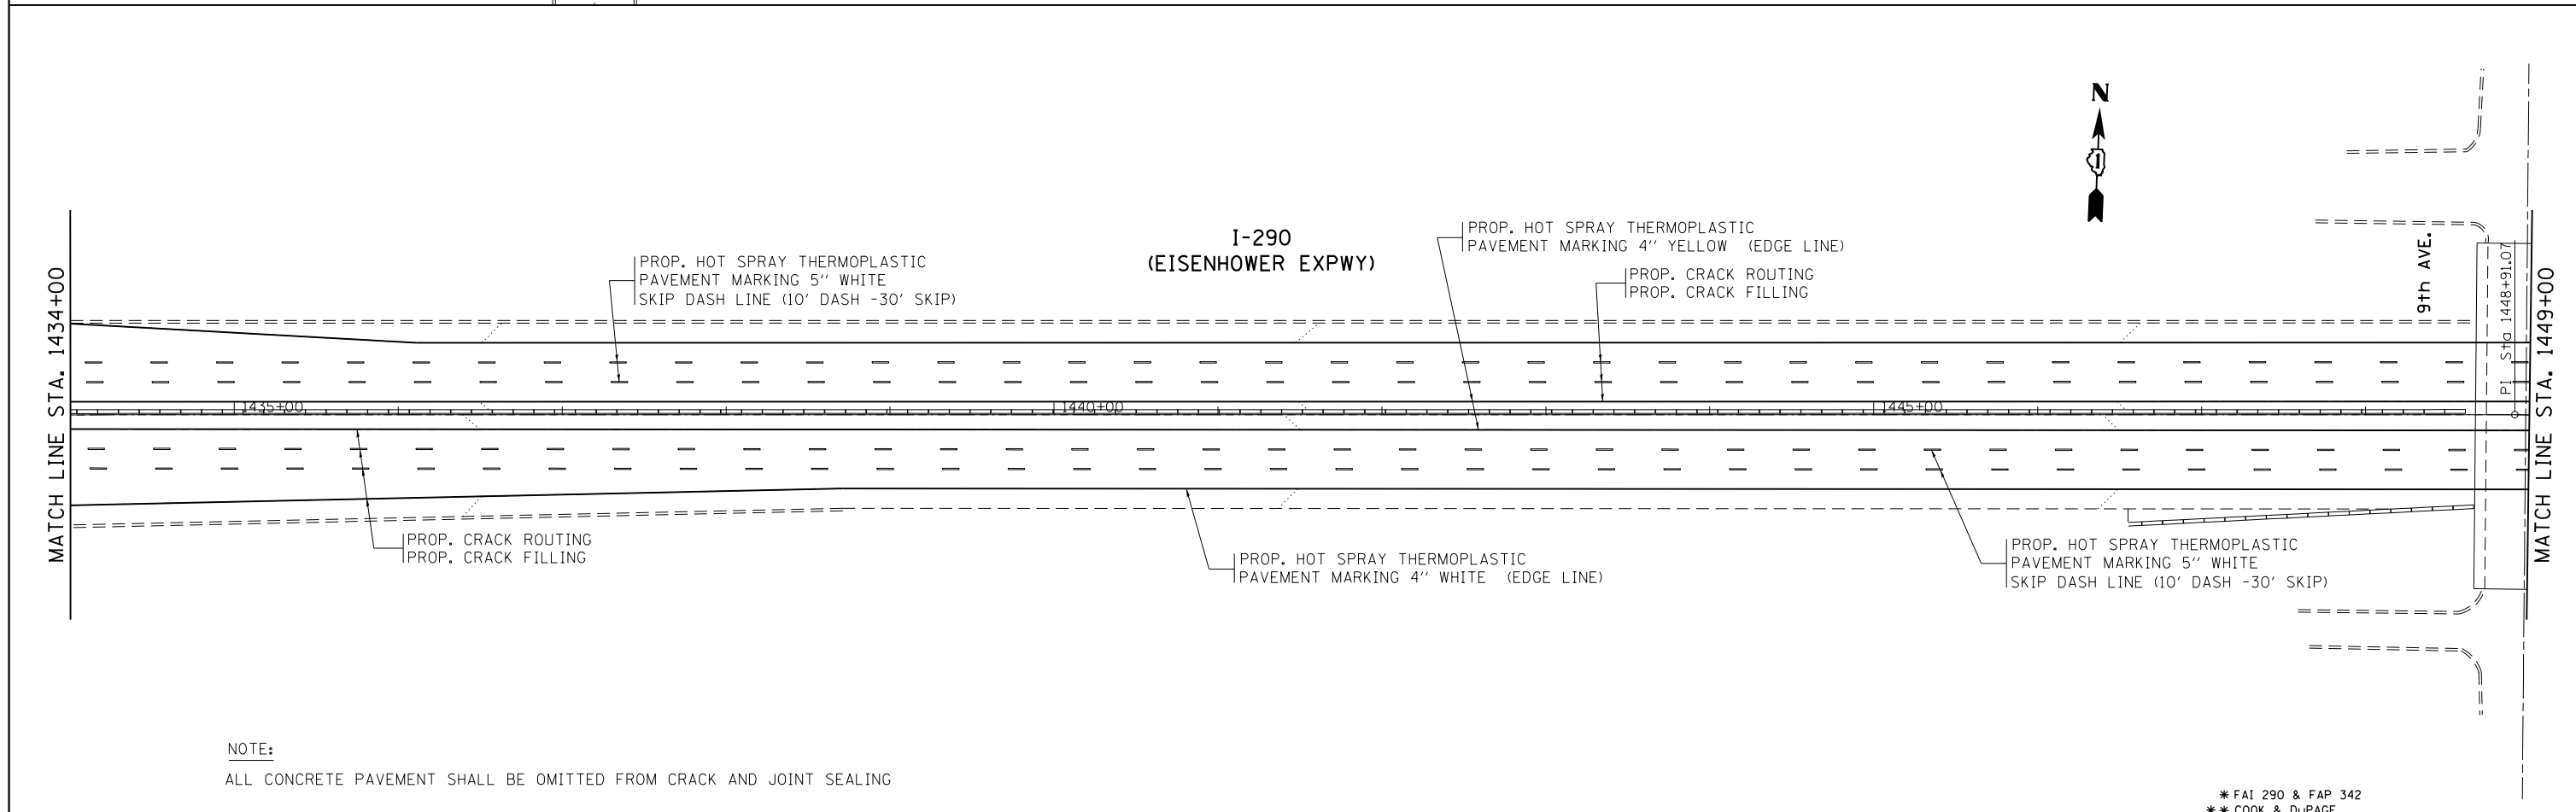 N
1
I-290
(EISENHOWER EXPWY)
PROP. HOT SPRAY THERMOPLASTIC
PAVEMENT MARKING 5'' WHITE
SKIP DASH LINE (10' DASH -30' SKIP)
PROP. HOT SPRAY THERMOPLASTIC
PAVEMENT MARKING 4'' YELLOW (EDGE LINE)
PROP. CRACK ROUTING
PROP. CRACK FILLING
9th AVE.
PI Sta 1448+91.07
MATCH LINE STA. 1434+00
MATCH LINE STA. 1449+00
1435+00
1440+00
1445+00
PROP. CRACK ROUTING
PROP. CRACK FILLING
PROP. HOT SPRAY THERMOPLASTIC
PAVEMENT MARKING 4'' WHITE (EDGE LINE)
PROP. HOT SPRAY THERMOPLASTIC
PAVEMENT MARKING 5'' WHITE
SKIP DASH LINE (10' DASH -30' SKIP)
NOTE:
ALL CONCRETE PAVEMENT SHALL BE OMITTED FROM CRACK AND JOINT SEALING
* FAI 290 & FAP 342
** COOK & DuPAGE